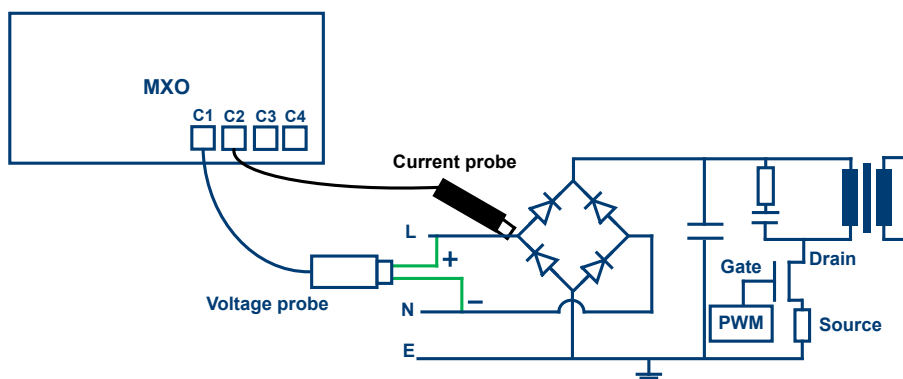 MXO
C1 C2 C3 C4
Current probe
L
+
Gate
Drain
Voltage probe
−
N
PWM
Source
E